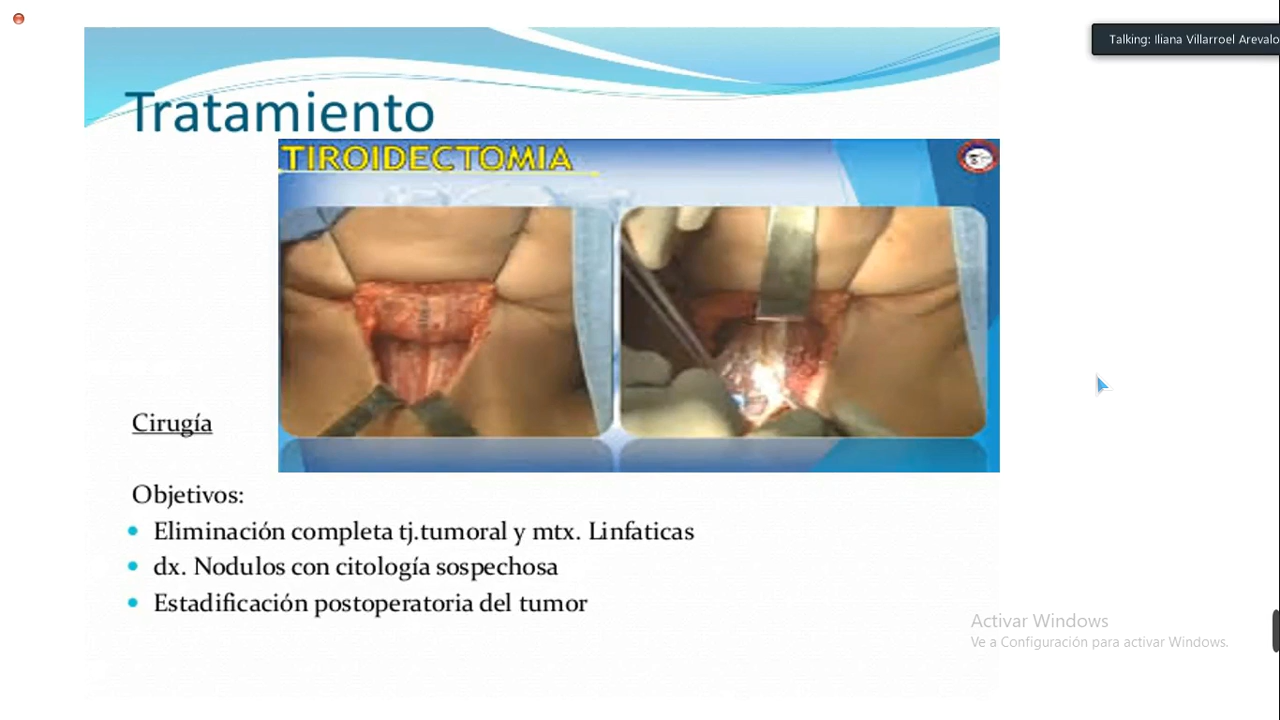 Talking: Iliana Villarroel Arevalo
Tratamiento
TIROIDECTOMIA
Cirugía
Objetivos:
Eliminación completa tj.tumoral y mtx. Linfaticas
dx. Nodulos con citología sospechosa
Estadificación postoperatoria del tumor
Activar Windows
Ve a Configuración para activar Windows.